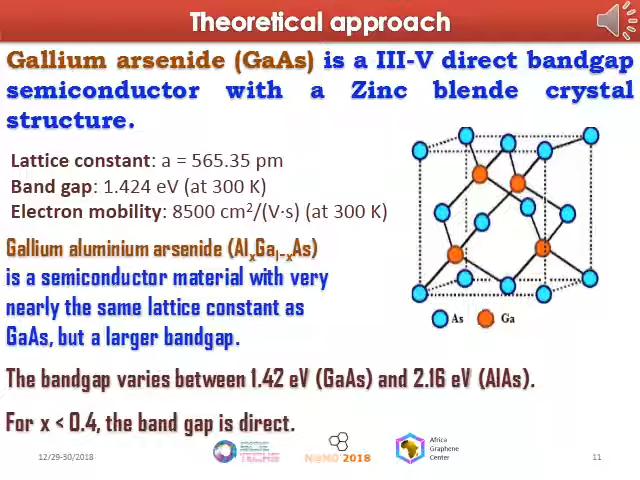 Theoretical approach
Gallium arsenide (GaAs) is a III-V direct bandgap
semiconductor with a Zinc blende crystal
structure.
Lattice constant: a = 565.35 pm
Band gap: 1.424 eV (at 300 K)
Electron mobility: 8500 cm²/(V·s) (at 300 K)
Gallium aluminium arsenide (AlₓGa₁₋ₓAs)
is a semiconductor material with very
nearly the same lattice constant as
GaAs, but a larger bandgap.
As Ga
The bandgap varies between 1.42 eV (GaAs) and 2.16 eV (AlAs).
For x < 0.4, the band gap is direct.
12/29-30/2018
2018
Africa
Graphene
Center
11